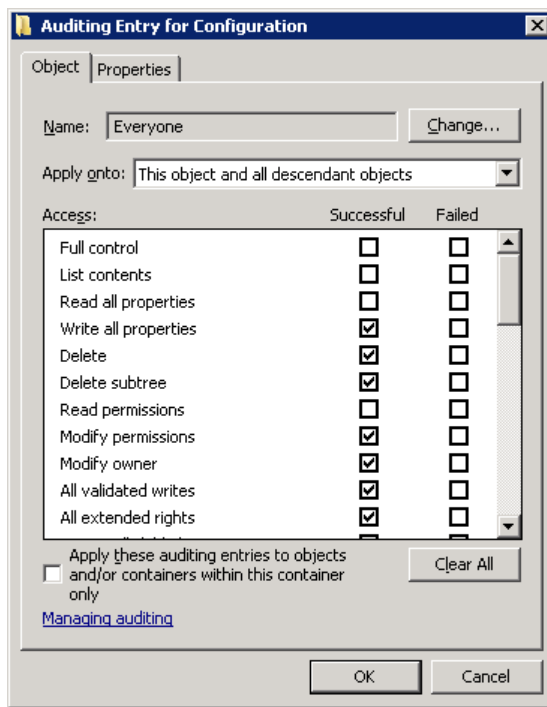 Auditing Entry for Configuration
Object
Properties
Name:
Everyone
Change...
Apply onto:
This object and all descendant objects
Access:
Successful
Failed
Full control
List contents
Read all properties
Write all properties
Delete
Delete subtree
Read permissions
Modify permissions
Modify owner
All validated writes
All extended rights
Apply these auditing entries to objects
and/or containers within this container
only
Clear All
Managing auditing
OK
Cancel